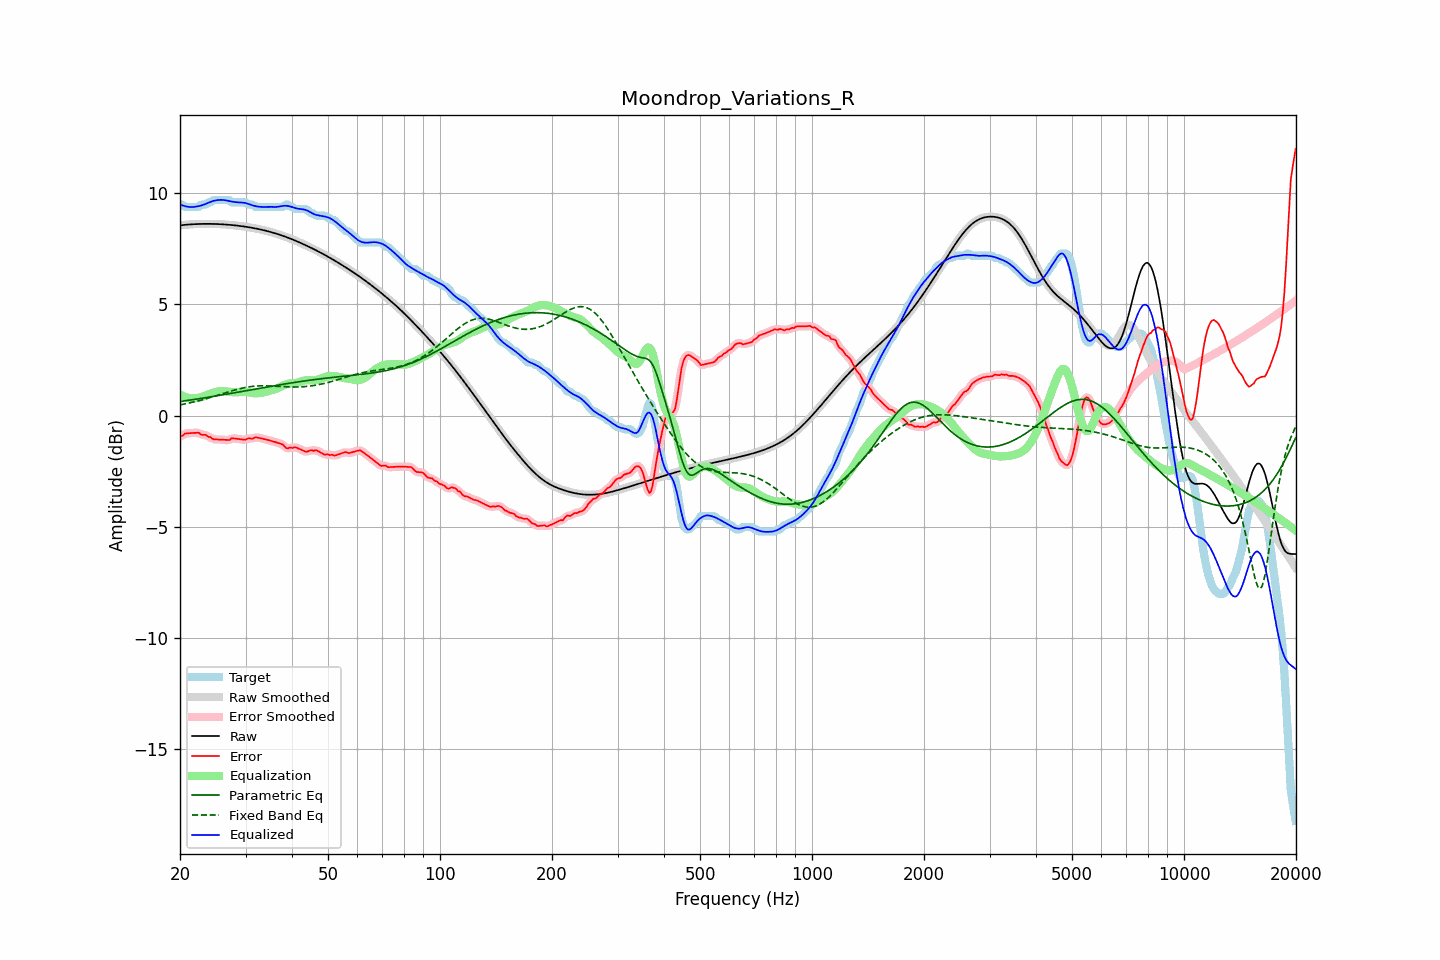 Moondrop_Variations_R
Amplitude (dBr)
10
5
0
−5
−10
−15
Target
Raw Smoothed
Error Smoothed
Raw
Error
Equalization
Parametric Eq
Fixed Band Eq
Equalized
20 50 100 200 500 1000 2000 5000 10000 20000
Frequency (Hz)